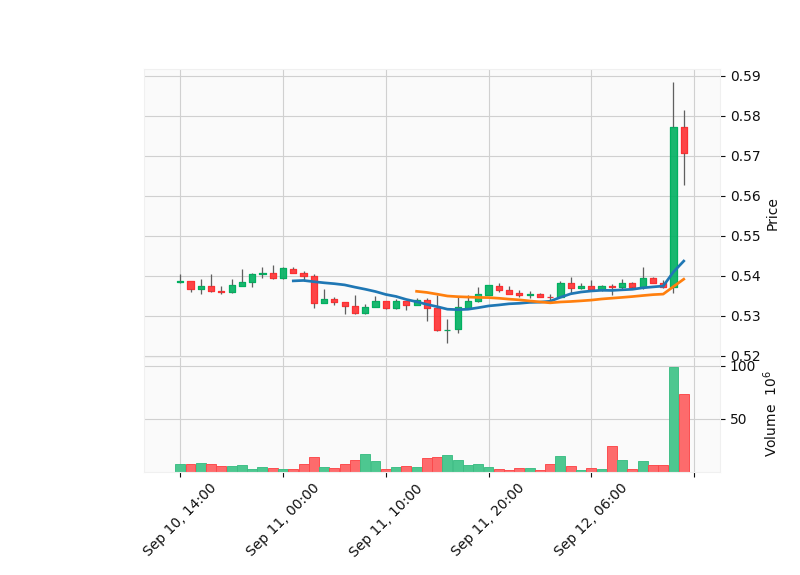 0.59
0.58
0.57
0.56
0.55
0.54
0.53
0.52
Price
100
50
Volume 10^6
Sep 10, 14:00
Sep 11, 00:00
Sep 11, 10:00
Sep 11, 20:00
Sep 12, 06:00